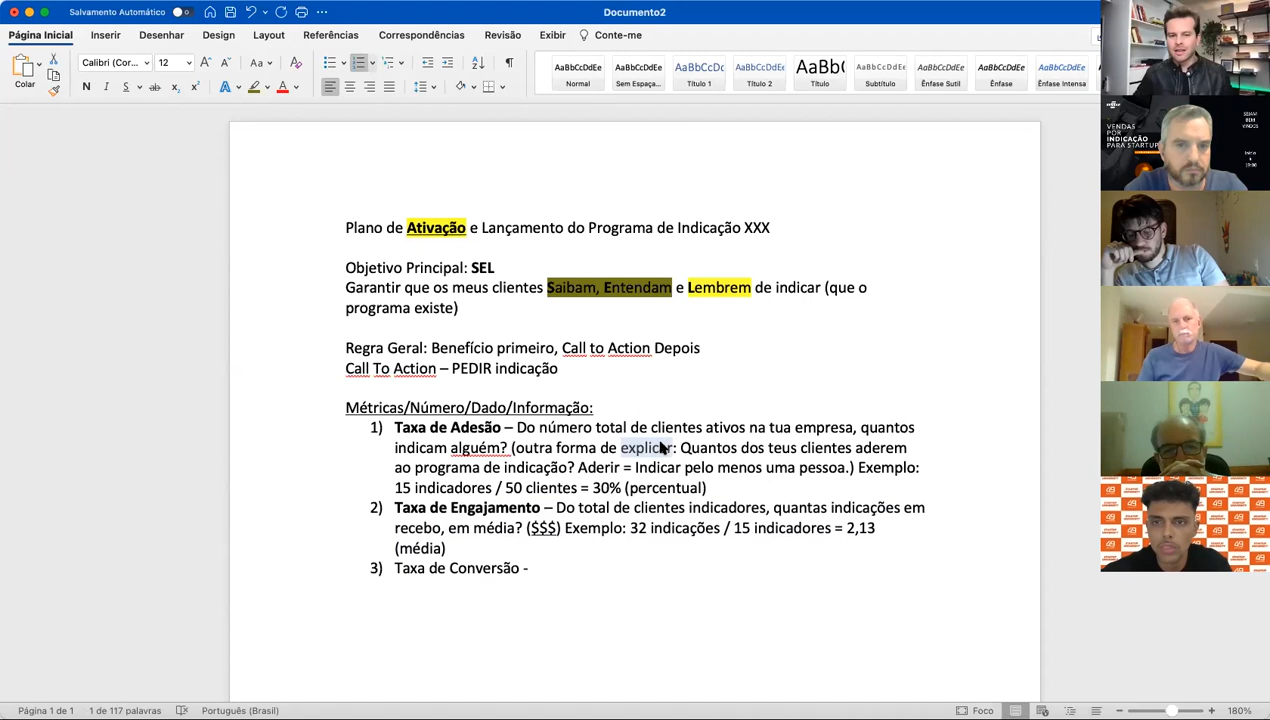 Salvamento Automático
Documento2
Página Inicial Inserir Desenhar Design Layout Referências Correspondências Revisão Exibir Conte-me
Colar
Calibri (Cor... 12
AaBbCcDdEe AaBbCcDdEe AaBbCcDc AaBbCcDdE AaBbC AaBbCcDdEe AaBbCcDdEe AaBbCcDdEe AaBbCcDdEe
Normal Sem Espaça... Título 1 Título 2 Título Subtítulo Ênfase Sutil Ênfase Ênfase Intensa
Plano de Ativação e Lançamento do Programa de Indicação XXX
Objetivo Principal: SEL
Garantir que os meus clientes Saibam, Entendam e Lembrem de indicar (que o
programa existe)
Regra Geral: Benefício primeiro, Call to Action Depois
Call To Action – PEDIR indicação
Métricas/Número/Dado/Informação:
1) Taxa de Adesão – Do número total de clientes ativos na tua empresa, quantos
indicam alguém? (outra forma de explicar: Quantos dos teus clientes aderem
ao programa de indicação? Aderir = Indicar pelo menos uma pessoa.) Exemplo:
15 indicadores / 50 clientes = 30% (percentual)
2) Taxa de Engajamento – Do total de clientes indicadores, quantas indicações em
recebo, em média? ($$$) Exemplo: 32 indicações / 15 indicadores = 2,13
(média)
3) Taxa de Conversão -
VENDAS
POR
INDICAÇÃO
PARA STARTUP
SEJAM
BEM
VINDOS
Página 1 de 1 1 de 117 palavras Português (Brasil) Foco 180%